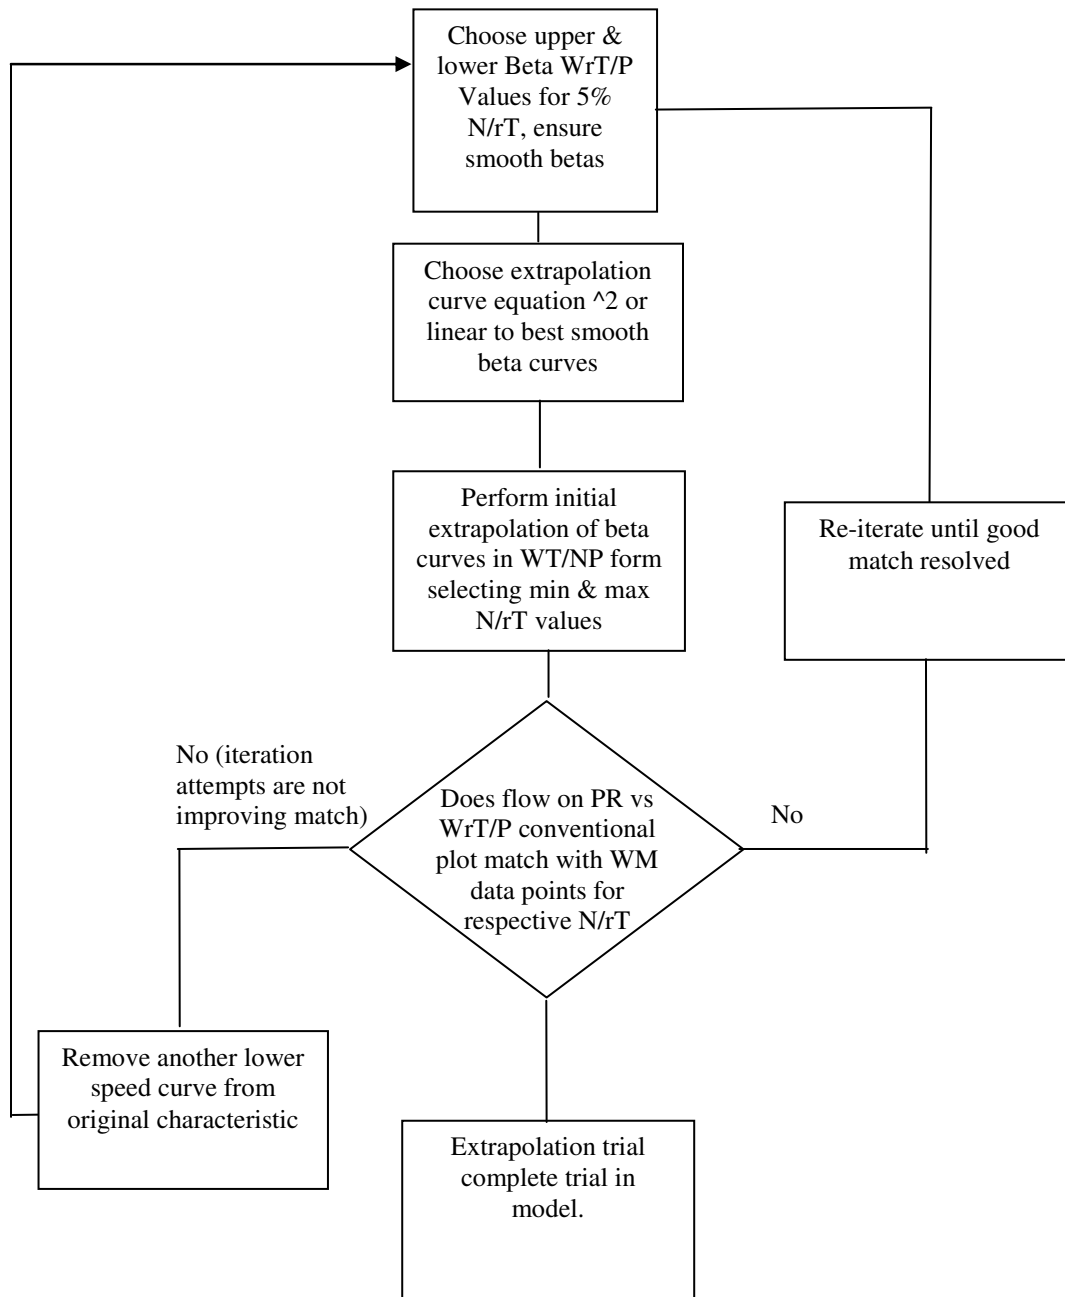 Choose upper &
lower Beta WrT/P
Values for 5%
N/rT, ensure
smooth betas
Choose extrapolation
curve equation ^2 or
linear to best smooth
beta curves
Perform initial
extrapolation of beta
curves in WT/NP form
selecting min & max
N/rT values
Re-iterate until good
match resolved
No (iteration
attempts are not
improving match)
Does flow on PR vs
WrT/P conventional
plot match with WM
data points for
respective N/rT
No
Remove another lower
speed curve from
original characteristic
Extrapolation trial
complete trial in
model.